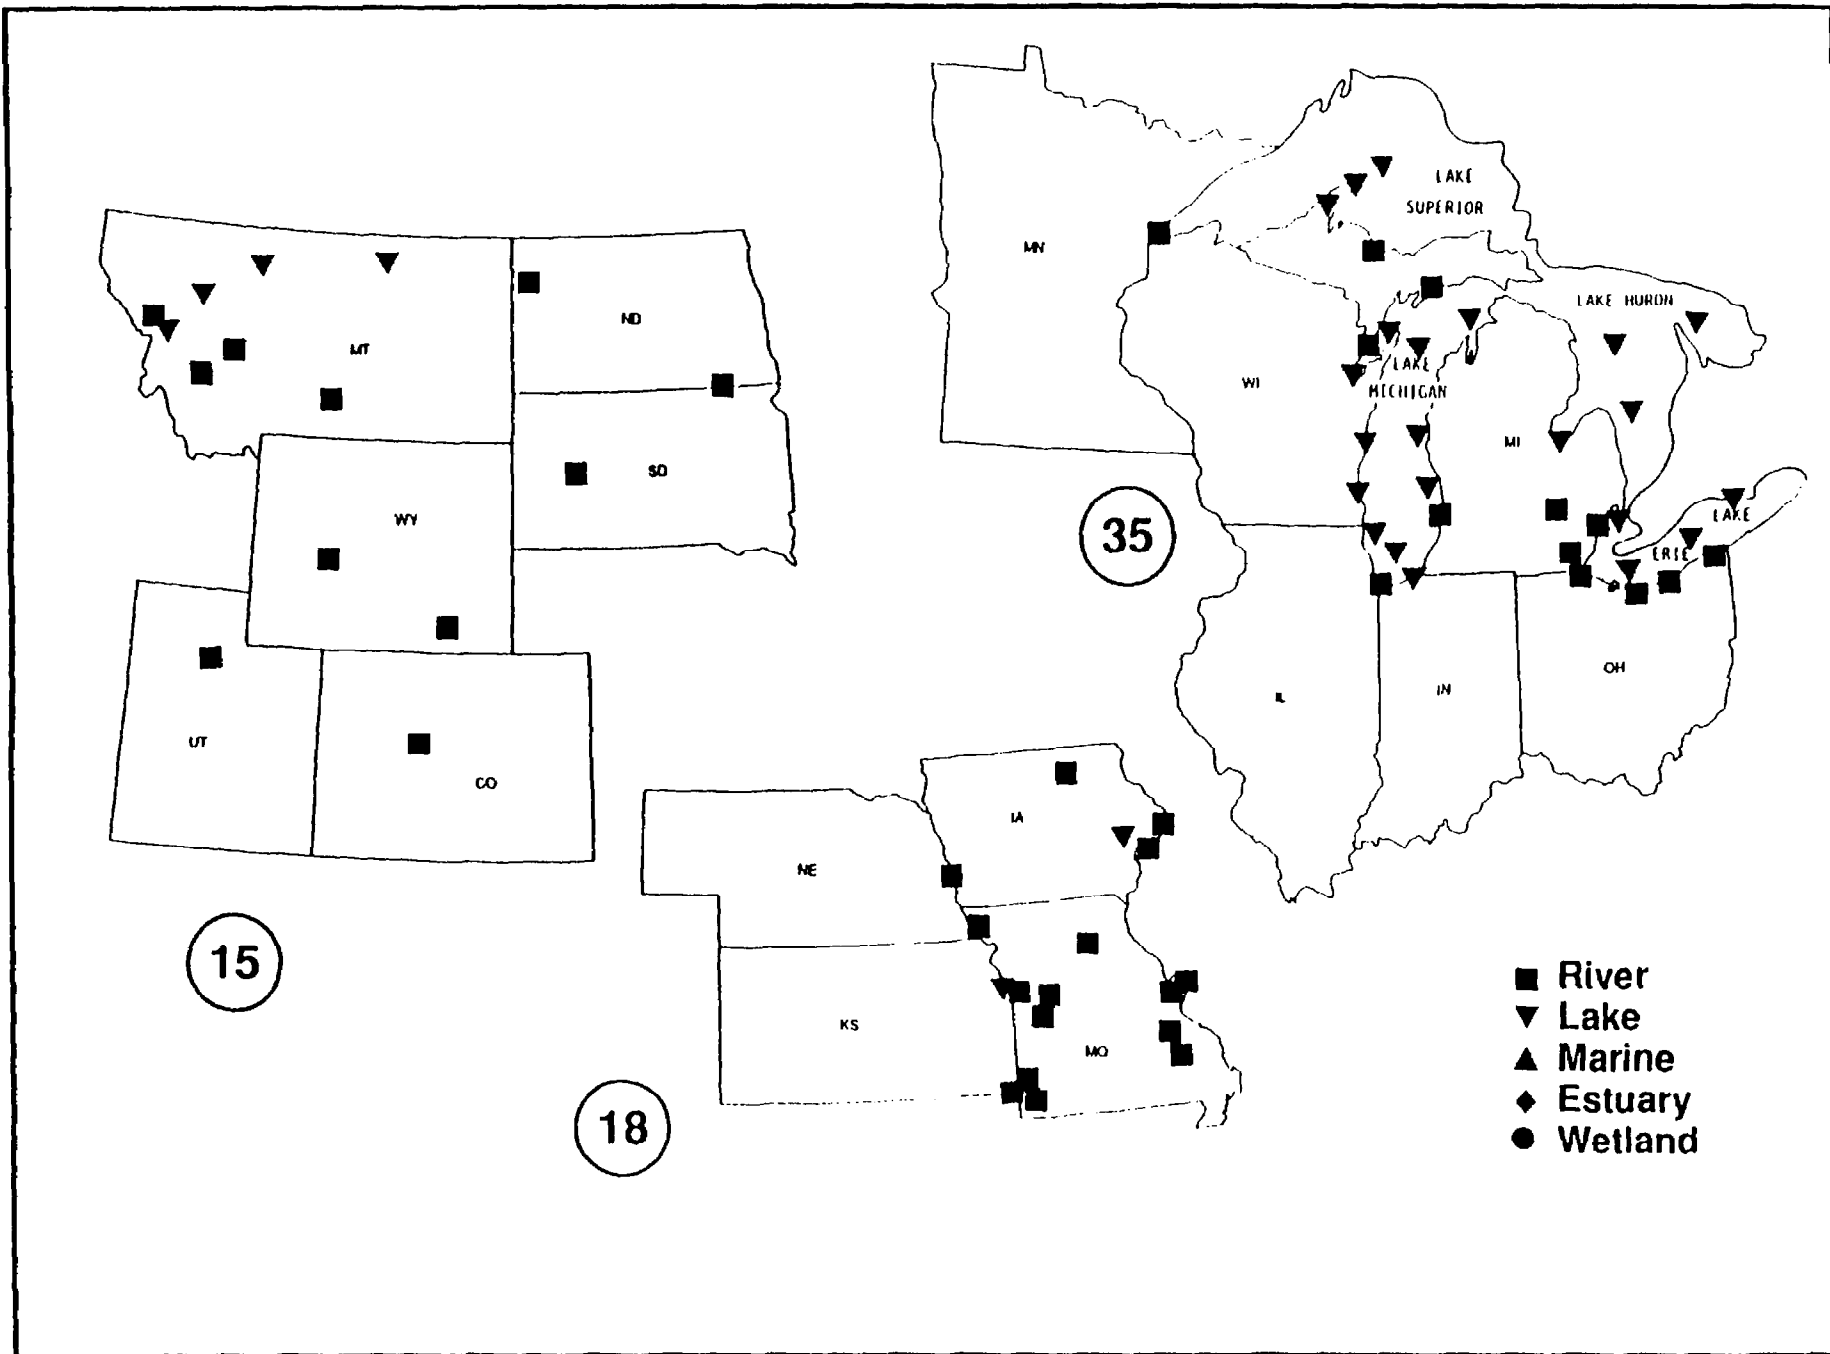 LAKE
SUPERIOR
MN
LAKE HURON
ND
MT
LAKE
MICHIGAN
WI
MI
SD
WY
LAKE
ERIE
35
OH
IN
IL
UT
CO
IA
NE
15
KS
MO
18
River
Lake
Marine
Estuary
Wetland